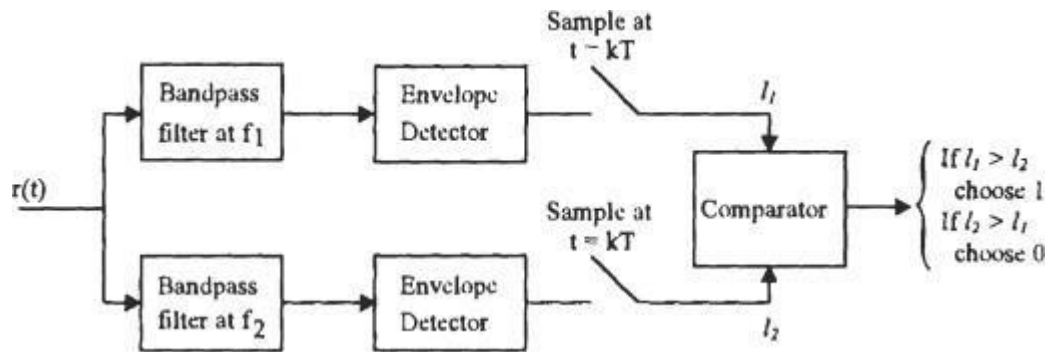 Sample at
t = kT
Bandpass
filter at f1
Envelope
Detector
l1
r(t)
Comparator
If l1 > l2
choose 1
If l2 > l1
choose 0
Sample at
t = kT
Bandpass
filter at f2
Envelope
Detector
l2